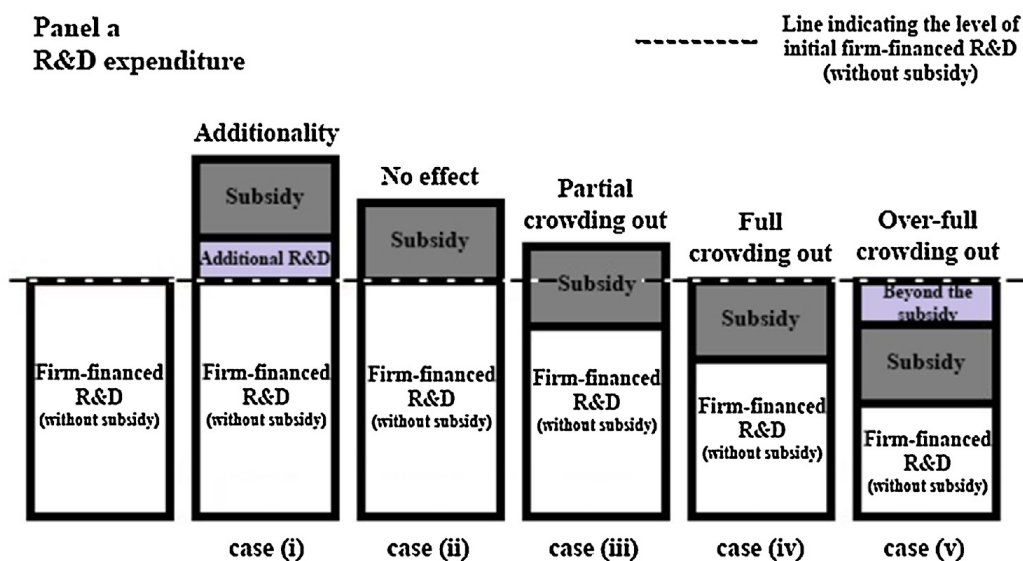 Panel a
R&D expenditure
Line indicating the level of
initial firm-financed R&D
(without subsidy)
Additionality
No effect
Partial
crowding out
Full
crowding out
Over-full
crowding out
Firm-financed
R&D
(without subsidy)
Subsidy
Additional R&D
Firm-financed
R&D
(without subsidy)
Subsidy
Firm-financed
R&D
(without subsidy)
Subsidy
Firm-financed
R&D
(without subsidy)
Subsidy
Firm-financed
R&D
(without subsidy)
Beyond the
subsidy
Subsidy
Firm-financed
R&D
(without subsidy)
case (i)
case (ii)
case (iii)
case (iv)
case (v)